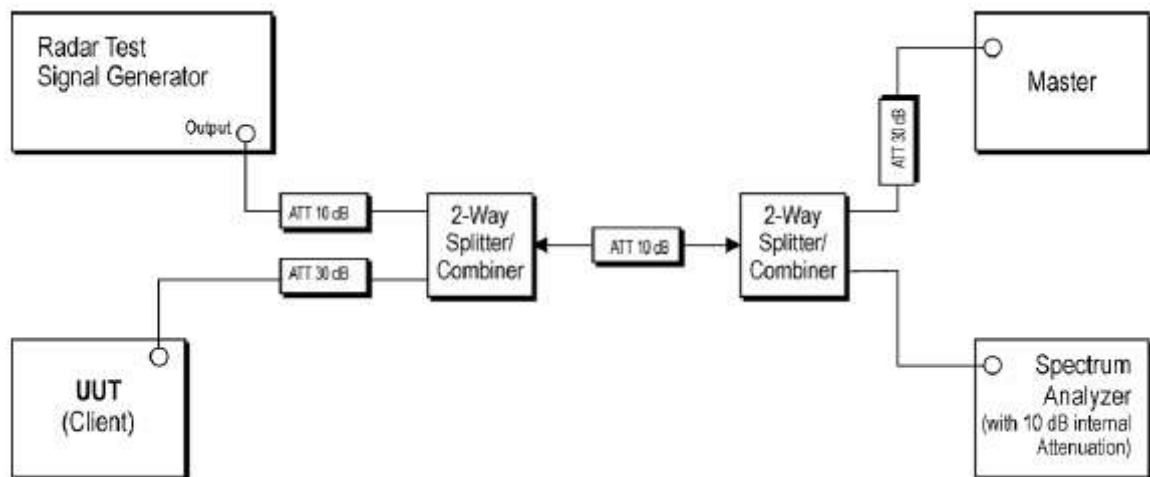 Radar Test
Signal Generator
Output
Master
ATT 30 dB
ATT 10 dB
2-Way
Splitter/
Combiner
ATT 10 dB
2-Way
Splitter/
Combiner
ATT 30 dB
UUT
(Client)
Spectrum
Analyzer
(with 10 dB internal
Attenuation)